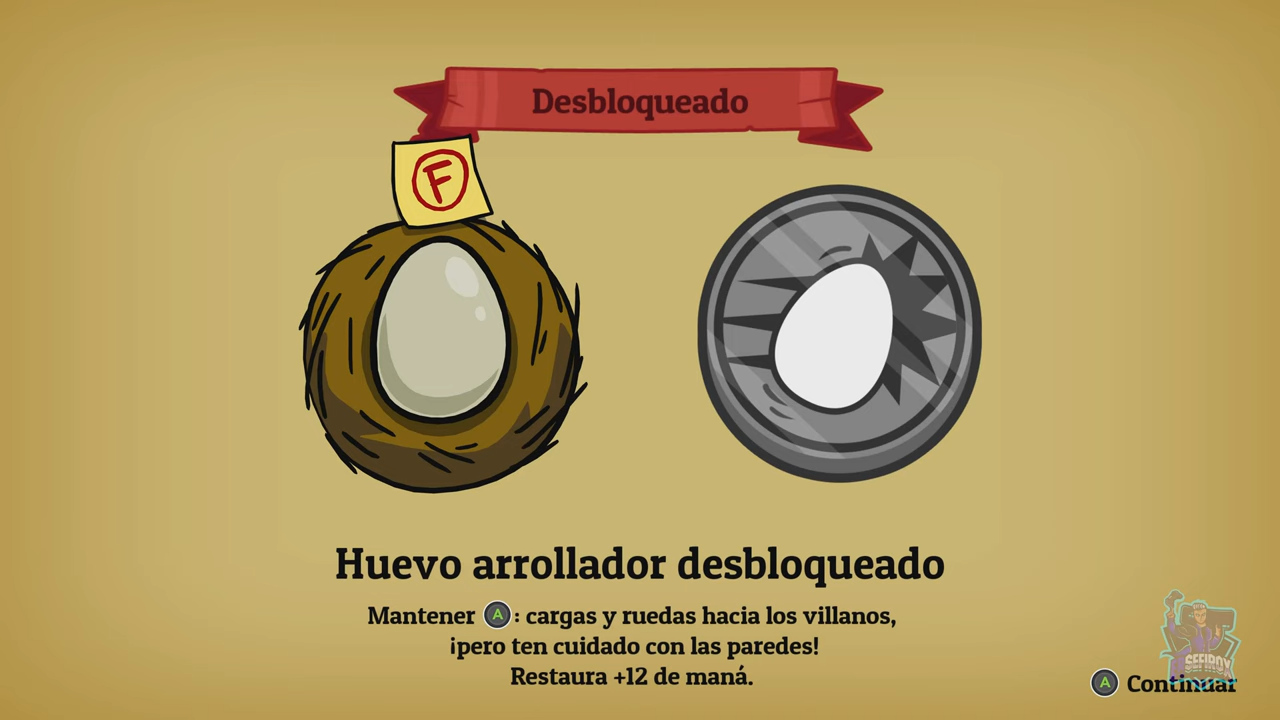 Desbloqueado
F
Huevo arrollador desbloqueado
Mantener A: cargas y ruedas hacia los villanos,
¡pero ten cuidado con las paredes!
Restaura +12 de maná.
SEFIROX
A Continuar